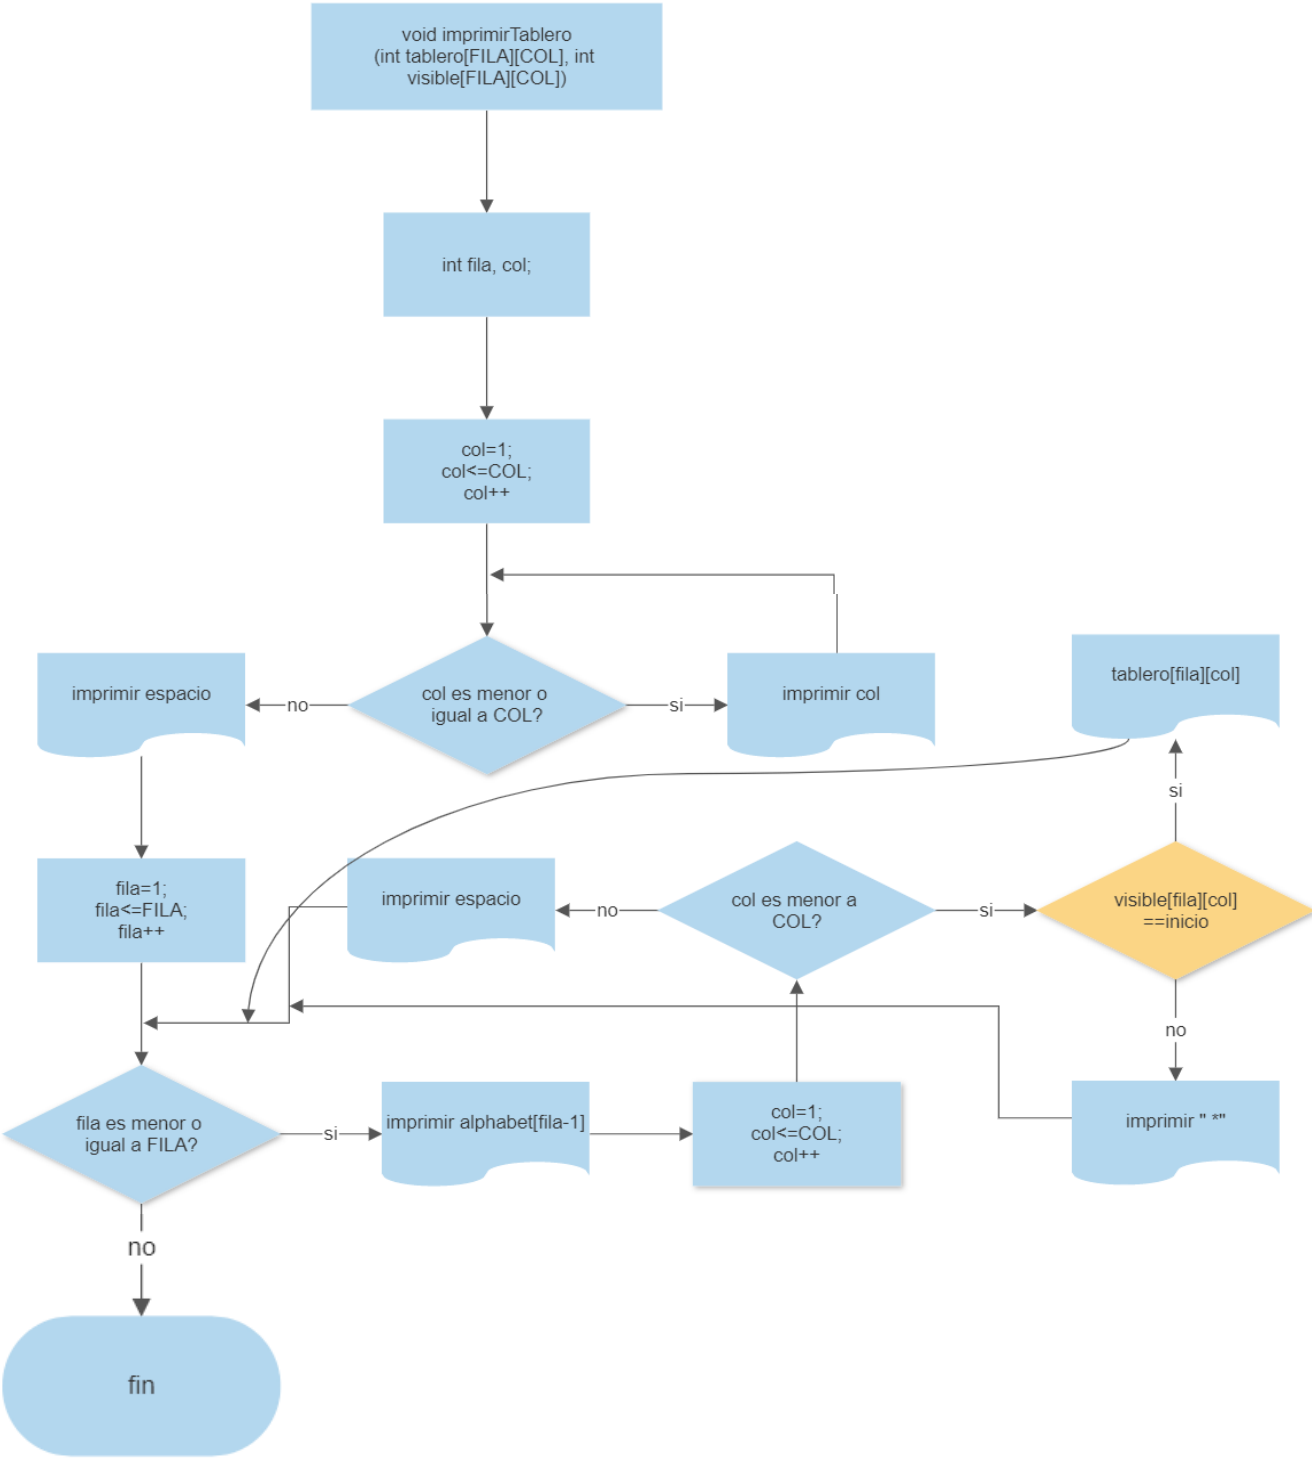 void imprimirTablero
(int tablero[FILA][COL], int
visible[FILA][COL])
int fila, col;
col=1;
col<=COL;
col++
imprimir espacio
no
col es menor o
igual a COL?
si
imprimir col
tablero[fila][col]
si
fila=1;
fila<=FILA;
fila++
imprimir espacio
no
col es menor a
COL?
si
visible[fila][col]
==inicio
no
fila es menor o
igual a FILA?
si
imprimir alphabet[fila-1]
col=1;
col<=COL;
col++
imprimir " *"
no
fin